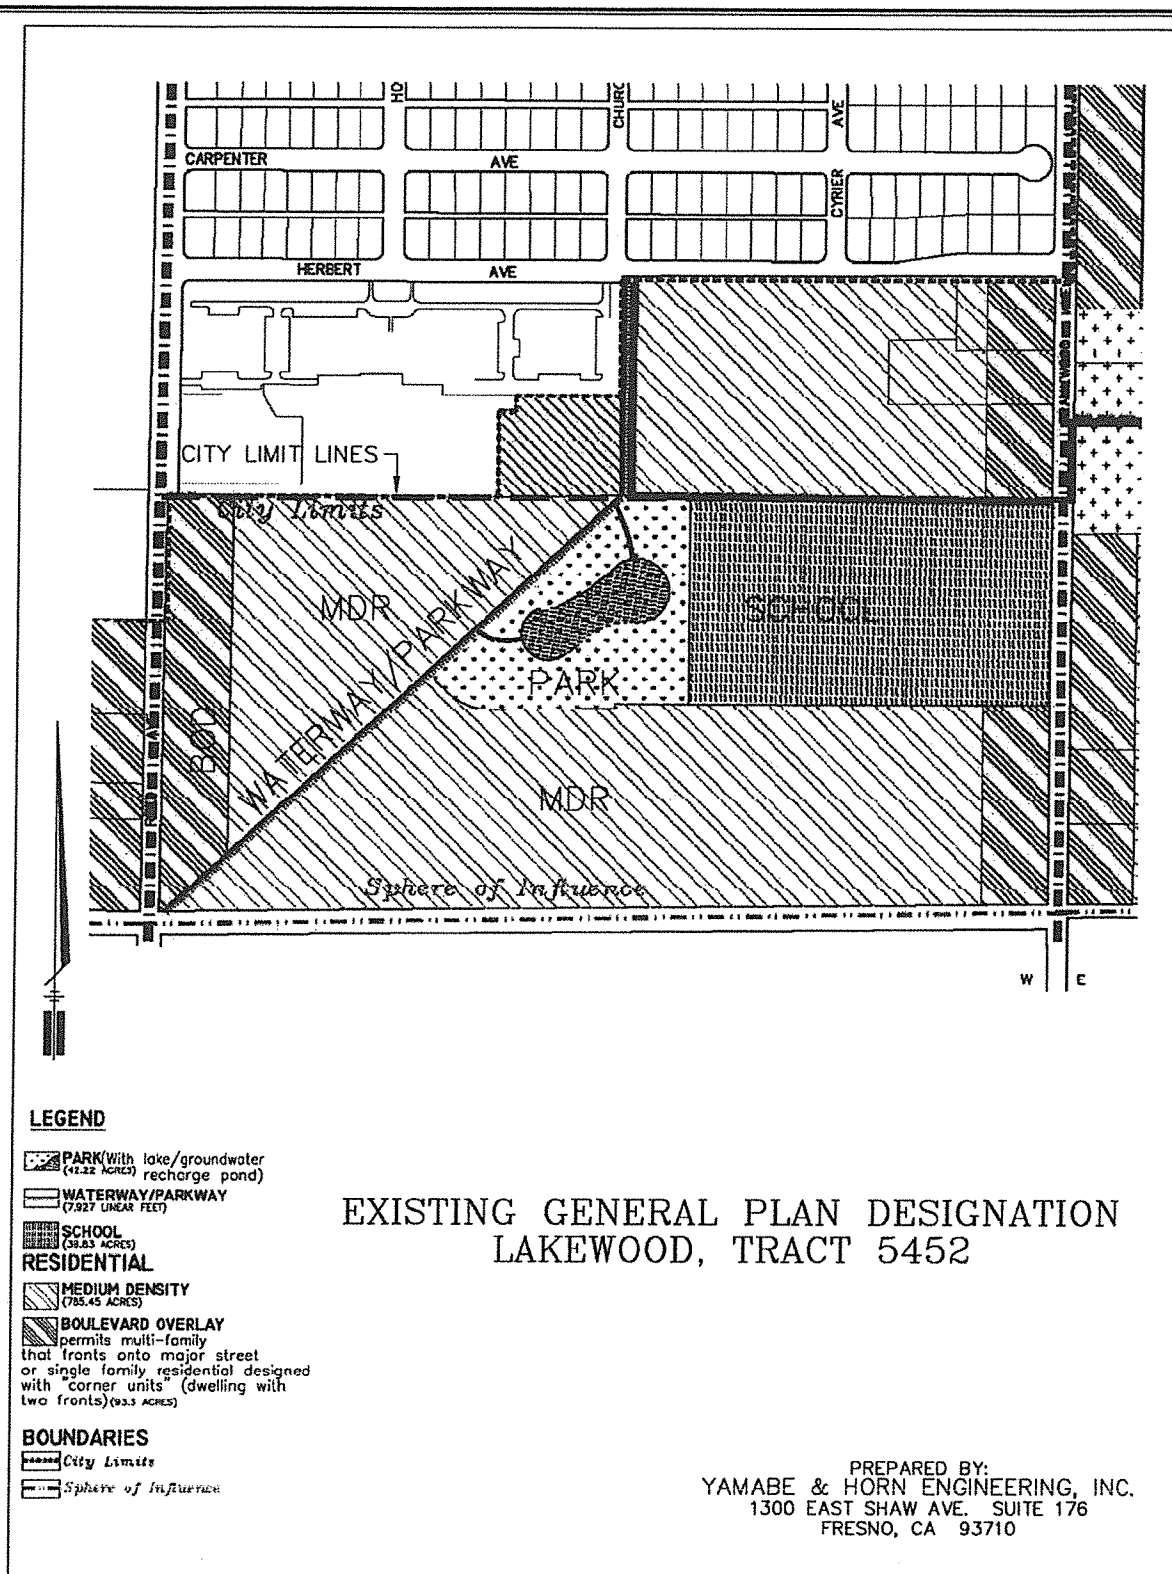 HO
CHURC
AVE
CARPENTER AVE
CYRIER
HERBERT AVE
CITY LIMIT LINES
City Limits
MDR
WATERWAY/PARKWAY
SCHOOL
PARK
BOD
MDR
Sphere of Influence
W E
LEGEND
PARK(With lake/groundwater
(42.22 ACRES) recharge pond)
WATERWAY/PARKWAY
(7,927 LINEAR FEET)
SCHOOL
(38.83 ACRES)
RESIDENTIAL
MEDIUM DENSITY
(785.45 ACRES)
BOULEVARD OVERLAY
permits multi-family
that fronts onto major street
or single family residential designed
with "corner units" (dwelling with
two fronts)(93.3 ACRES)
BOUNDARIES
City Limits
Sphere of Influence
EXISTING GENERAL PLAN DESIGNATION
LAKEWOOD, TRACT 5452
PREPARED BY:
YAMABE & HORN ENGINEERING, INC.
1300 EAST SHAW AVE. SUITE 176
FRESNO, CA 93710